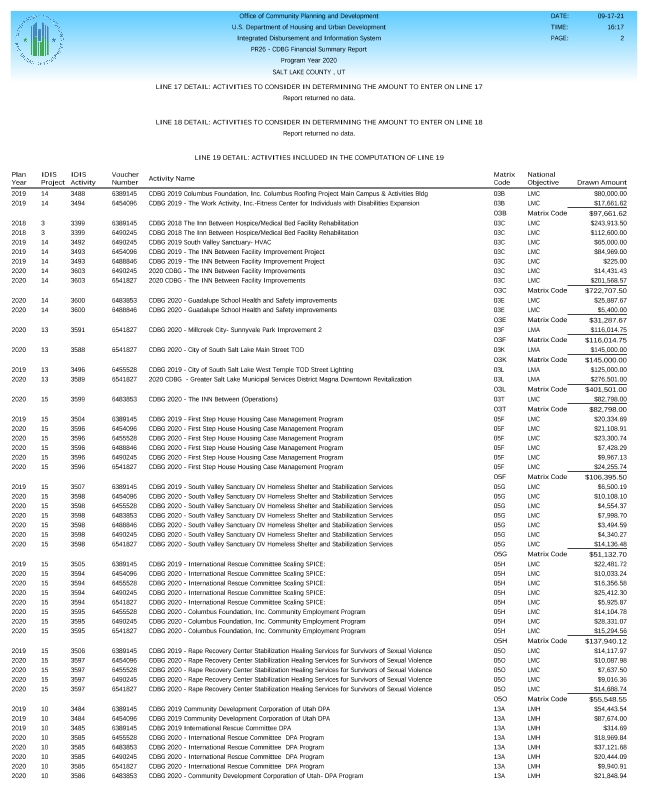 Office of Community Planning and Development DATE: 09-17-21
U.S. Department of Housing and Urban Development TIME: 16:17
Integrated Disbursement and Information System PAGE: 2
PR26 - CDBG Financial Summary Report
Program Year 2020
SALT LAKE COUNTY , UT
LINE 17 DETAIL: ACTIVITIES TO CONSIDER IN DETERMINING THE AMOUNT TO ENTER ON LINE 17
Report returned no data.
LINE 18 DETAIL: ACTIVITIES TO CONSIDER IN DETERMINING THE AMOUNT TO ENTER ON LINE 18
Report returned no data.
LINE 19 DETAIL: ACTIVITIES INCLUDED IN THE COMPUTATION OF LINE 19
Plan Year IDIS Project IDIS Activity Voucher Number Activity Name Matrix Code National Objective Drawn Amount
2019 14 3488 6389145 CDBG 2019 Columbus Foundation, Inc. Columbus Roofing Project Main Campus & Activities Bldg 03B LMC $80,000.00
2019 14 3494 6454096 CDBG 2019 - The Work Activity, Inc.-Fitness Center for Individuals with Disabilities Expansion 03B LMC $17,661.62
03B Matrix Code $97,661.62
2018 3 3399 6389145 CDBG 2018 The Inn Between Hospice/Medical Bed Facility Rehabilitation 03C LMC $243,913.50
2018 3 3399 6490245 CDBG 2018 The Inn Between Hospice/Medical Bed Facility Rehabilitation 03C LMC $112,600.00
2019 14 3492 6490245 CDBG 2019 South Valley Sanctuary- HVAC 03C LMC $65,000.00
2019 14 3493 6454096 CDBG 2019 - The INN Between Facility Improvement Project 03C LMC $84,969.00
2019 14 3493 6488846 CDBG 2019 - The INN Between Facility Improvement Project 03C LMC $225.00
2020 14 3603 6490245 2020 CDBG - The INN Between Facility Improvements 03C LMC $14,431.43
2020 14 3603 6541827 2020 CDBG - The INN Between Facility Improvements 03C LMC $201,568.57
03C Matrix Code $722,707.50
2020 14 3600 6483853 CDBG 2020 - Guadalupe School Health and Safety improvements 03E LMC $25,887.67
2020 14 3600 6488846 CDBG 2020 - Guadalupe School Health and Safety improvements 03E LMC $5,400.00
03E Matrix Code $31,287.67
2020 13 3591 6541827 CDBG 2020 - Millcreek City- Sunnyvale Park Improvement 2 03F LMA $116,014.75
03F Matrix Code $116,014.75
2020 13 3588 6541827 CDBG 2020 - City of South Salt Lake Main Street TOD 03K LMA $145,000.00
03K Matrix Code $145,000.00
2019 13 3496 6455528 CDBG 2019 - City of South Salt Lake West Temple TOD Street Lighting 03L LMA $125,000.00
2020 13 3589 6541827 2020 CDBG - Greater Salt Lake Municipal Services District Magna Downtown Revitalization 03L LMA $276,501.00
03L Matrix Code $401,501.00
2020 15 3599 6483853 CDBG 2020 - The INN Between (Operations) 03T LMC $82,798.00
03T Matrix Code $82,798.00
2019 15 3504 6389145 CDBG 2019 - First Step House Housing Case Management Program 05F LMC $20,334.69
2020 15 3596 6454096 CDBG 2020 - First Step House Housing Case Management Program 05F LMC $21,108.91
2020 15 3596 6455528 CDBG 2020 - First Step House Housing Case Management Program 05F LMC $23,300.74
2020 15 3596 6488846 CDBG 2020 - First Step House Housing Case Management Program 05F LMC $7,428.29
2020 15 3596 6490245 CDBG 2020 - First Step House Housing Case Management Program 05F LMC $9,967.13
2020 15 3596 6541827 CDBG 2020 - First Step House Housing Case Management Program 05F LMC $24,255.74
05F Matrix Code $106,395.50
2019 15 3507 6389145 CDBG 2019 - South Valley Sanctuary DV Homeless Shelter and Stabilization Services 05G LMC $6,500.19
2020 15 3598 6454096 CDBG 2020 - South Valley Sanctuary DV Homeless Shelter and Stabilization Services 05G LMC $10,108.10
2020 15 3598 6455528 CDBG 2020 - South Valley Sanctuary DV Homeless Shelter and Stabilization Services 05G LMC $4,554.37
2020 15 3598 6483853 CDBG 2020 - South Valley Sanctuary DV Homeless Shelter and Stabilization Services 05G LMC $7,998.70
2020 15 3598 6488846 CDBG 2020 - South Valley Sanctuary DV Homeless Shelter and Stabilization Services 05G LMC $3,494.59
2020 15 3598 6490245 CDBG 2020 - South Valley Sanctuary DV Homeless Shelter and Stabilization Services 05G LMC $4,340.27
2020 15 3598 6541827 CDBG 2020 - South Valley Sanctuary DV Homeless Shelter and Stabilization Services 05G LMC $14,136.48
05G Matrix Code $51,132.70
2019 15 3505 6389145 CDBG 2019 - International Rescue Committee Scaling SPICE: 05H LMC $22,481.72
2020 15 3594 6454096 CDBG 2020 - International Rescue Committee Scaling SPICE: 05H LMC $10,033.24
2020 15 3594 6455528 CDBG 2020 - International Rescue Committee Scaling SPICE: 05H LMC $16,356.58
2020 15 3594 6490245 CDBG 2020 - International Rescue Committee Scaling SPICE: 05H LMC $25,412.30
2020 15 3594 6541827 CDBG 2020 - International Rescue Committee Scaling SPICE: 05H LMC $5,925.87
2020 15 3595 6455528 CDBG 2020 - Columbus Foundation, Inc. Community Employment Program 05H LMC $14,104.78
2020 15 3595 6490245 CDBG 2020 - Columbus Foundation, Inc. Community Employment Program 05H LMC $28,331.07
2020 15 3595 6541827 CDBG 2020 - Columbus Foundation, Inc. Community Employment Program 05H LMC $15,294.56
05H Matrix Code $137,940.12
2019 15 3506 6389145 CDBG 2019 - Rape Recovery Center Stabilization Healing Services for Survivors of Sexual Violence 05O LMC $14,117.97
2020 15 3597 6454096 CDBG 2020 - Rape Recovery Center Stabilization Healing Services for Survivors of Sexual Violence 05O LMC $10,087.98
2020 15 3597 6455528 CDBG 2020 - Rape Recovery Center Stabilization Healing Services for Survivors of Sexual Violence 05O LMC $7,637.50
2020 15 3597 6490245 CDBG 2020 - Rape Recovery Center Stabilization Healing Services for Survivors of Sexual Violence 05O LMC $9,016.36
2020 15 3597 6541827 CDBG 2020 - Rape Recovery Center Stabilization Healing Services for Survivors of Sexual Violence 05O LMC $14,688.74
05O Matrix Code $55,548.55
2019 10 3484 6389145 CDBG 2019 Community Development Corporation of Utah DPA 13A LMH $54,443.54
2019 10 3484 6454096 CDBG 2019 Community Development Corporation of Utah DPA 13A LMH $87,674.00
2019 10 3485 6389145 CDBG 2019 International Rescue Committee DPA 13A LMH $314.69
2020 10 3585 6455528 CDBG 2020 - International Rescue Committee DPA Program 13A LMH $18,969.84
2020 10 3585 6483853 CDBG 2020 - International Rescue Committee DPA Program 13A LMH $37,121.68
2020 10 3585 6490245 CDBG 2020 - International Rescue Committee DPA Program 13A LMH $20,444.09
2020 10 3585 6541827 CDBG 2020 - International Rescue Committee DPA Program 13A LMH $9,940.91
2020 10 3586 6483853 CDBG 2020 - Community Development Corporation of Utah- DPA Program 13A LMH $21,848.94